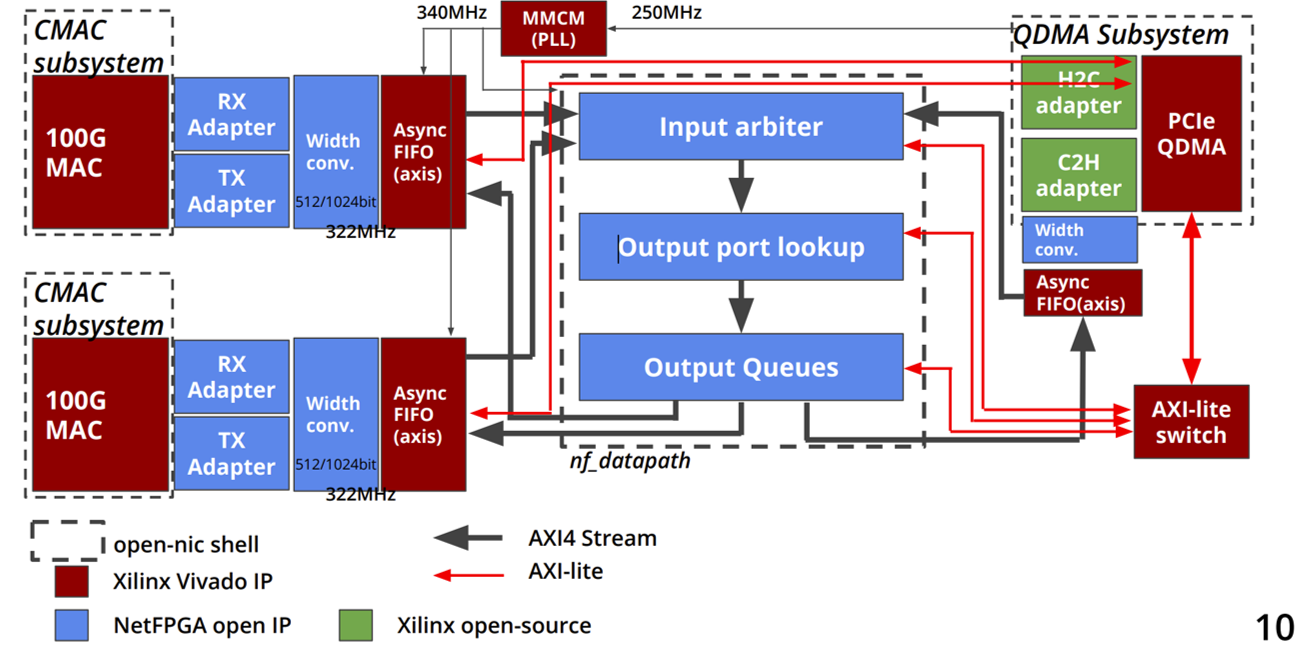 340MHz
MMCM
(PLL)
250MHz
CMAC
subsystem
100G
MAC
RX
Adapter
TX
Adapter
Width
conv.
512/1024bit
322MHz
Async
FIFO
(axis)
CMAC
subsystem
100G
MAC
RX
Adapter
TX
Adapter
Width
conv.
512/1024bit
322MHz
Async
FIFO
(axis)
Input arbiter
Output port lookup
Output Queues
nf_datapath
QDMA Subsystem
H2C
adapter
C2H
adapter
PCIe
QDMA
Width
conv.
Async
FIFO(axis)
AXI-lite
switch
open-nic shell
Xilinx Vivado IP
NetFPGA open IP
AXI4 Stream
AXI-lite
Xilinx open-source
10